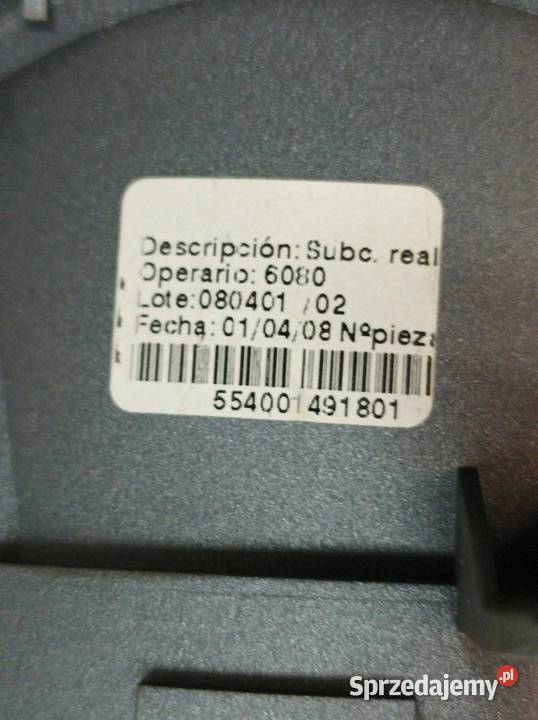 Descripción: Subc. real
Operario: 6080
Lote:080401 /02
Fecha: 01/04/08 Nºpieza
554001491801
Sprzedajemy.pl